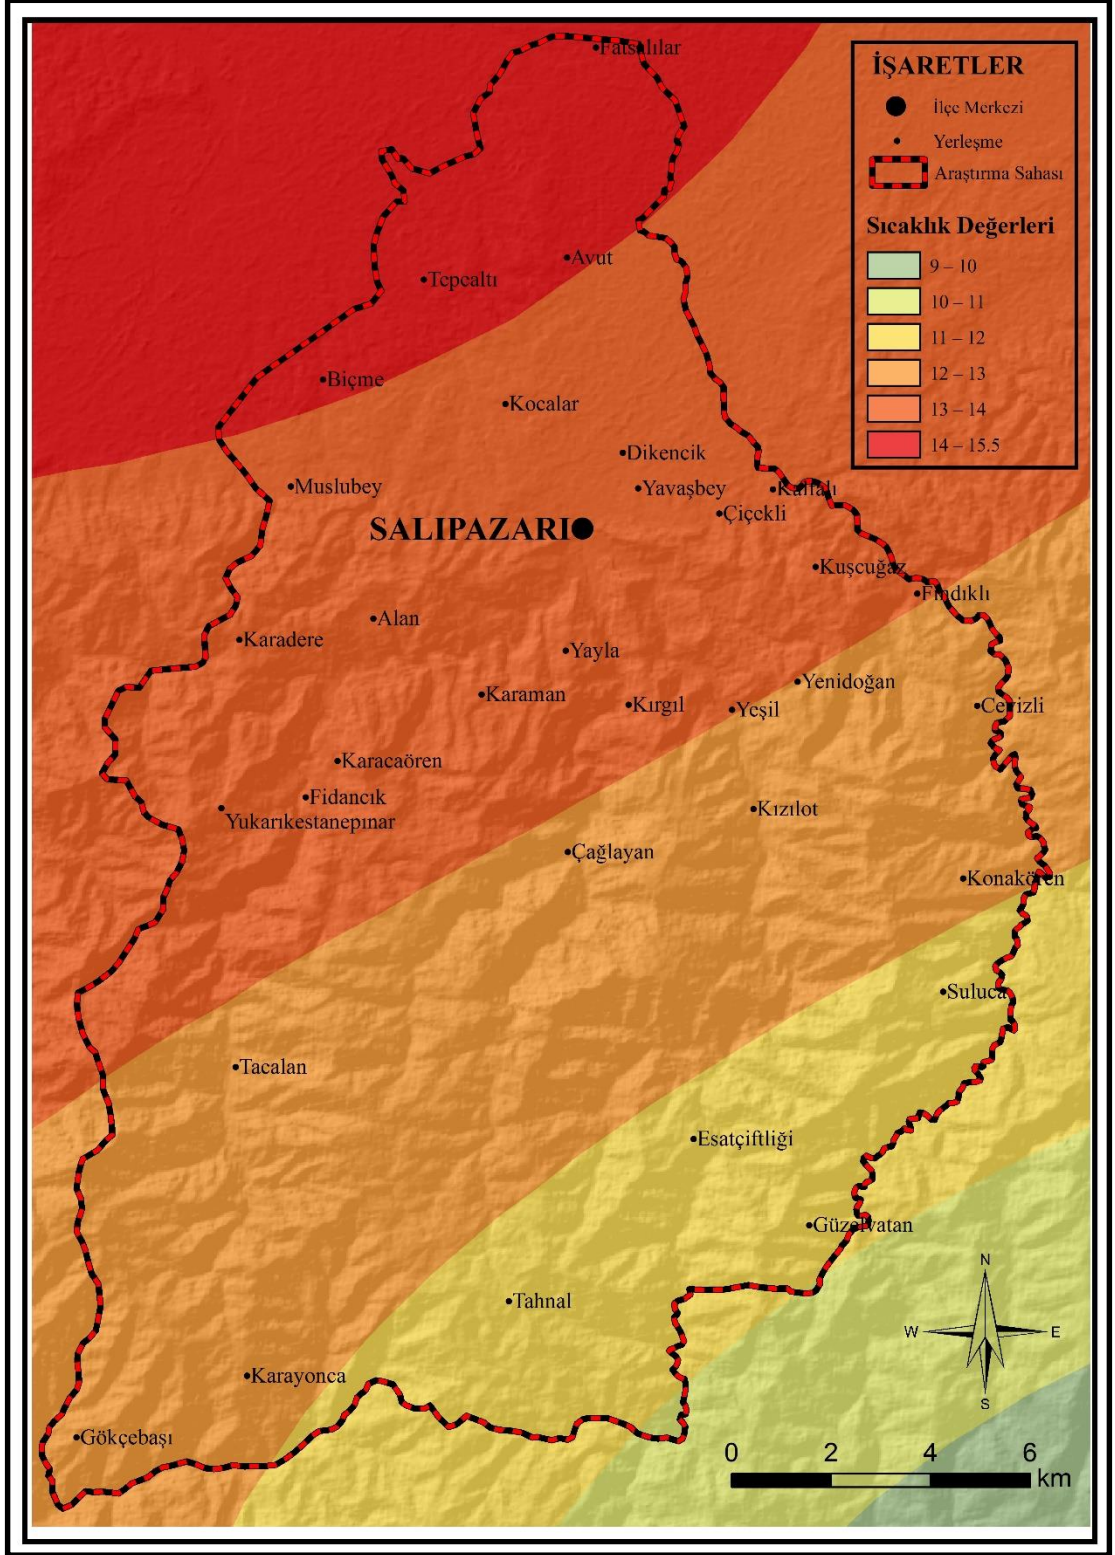 Fatsalılar
İŞARETLER
İlçe Merkezi
Yerleşme
Araştırma Sahası
Sıcaklık Değerleri
9 – 10
10 – 11
11 – 12
12 – 13
13 – 14
14 – 15.5
Avut
Tepealtı
Biçme
Kocalar
Dikencik
Muslubey
Yavaşbey
Kalfalı
Çiçekli
SALIPAZARI
Kuşcuğaz
Fındıklı
Alan
Karadere
Yayla
Yenidoğan
Karaman
Kırgıl
Yeşil
Cevizli
Karacaören
Fidancık
Yukarıkestanepınar
Kızılot
Çağlayan
Konakören
Suluca
Tacalan
Esatçiftliği
Güzelvatan
Tahnal
Karayonca
Gökçebaşı
N
W
E
S
0 2 4 6
km